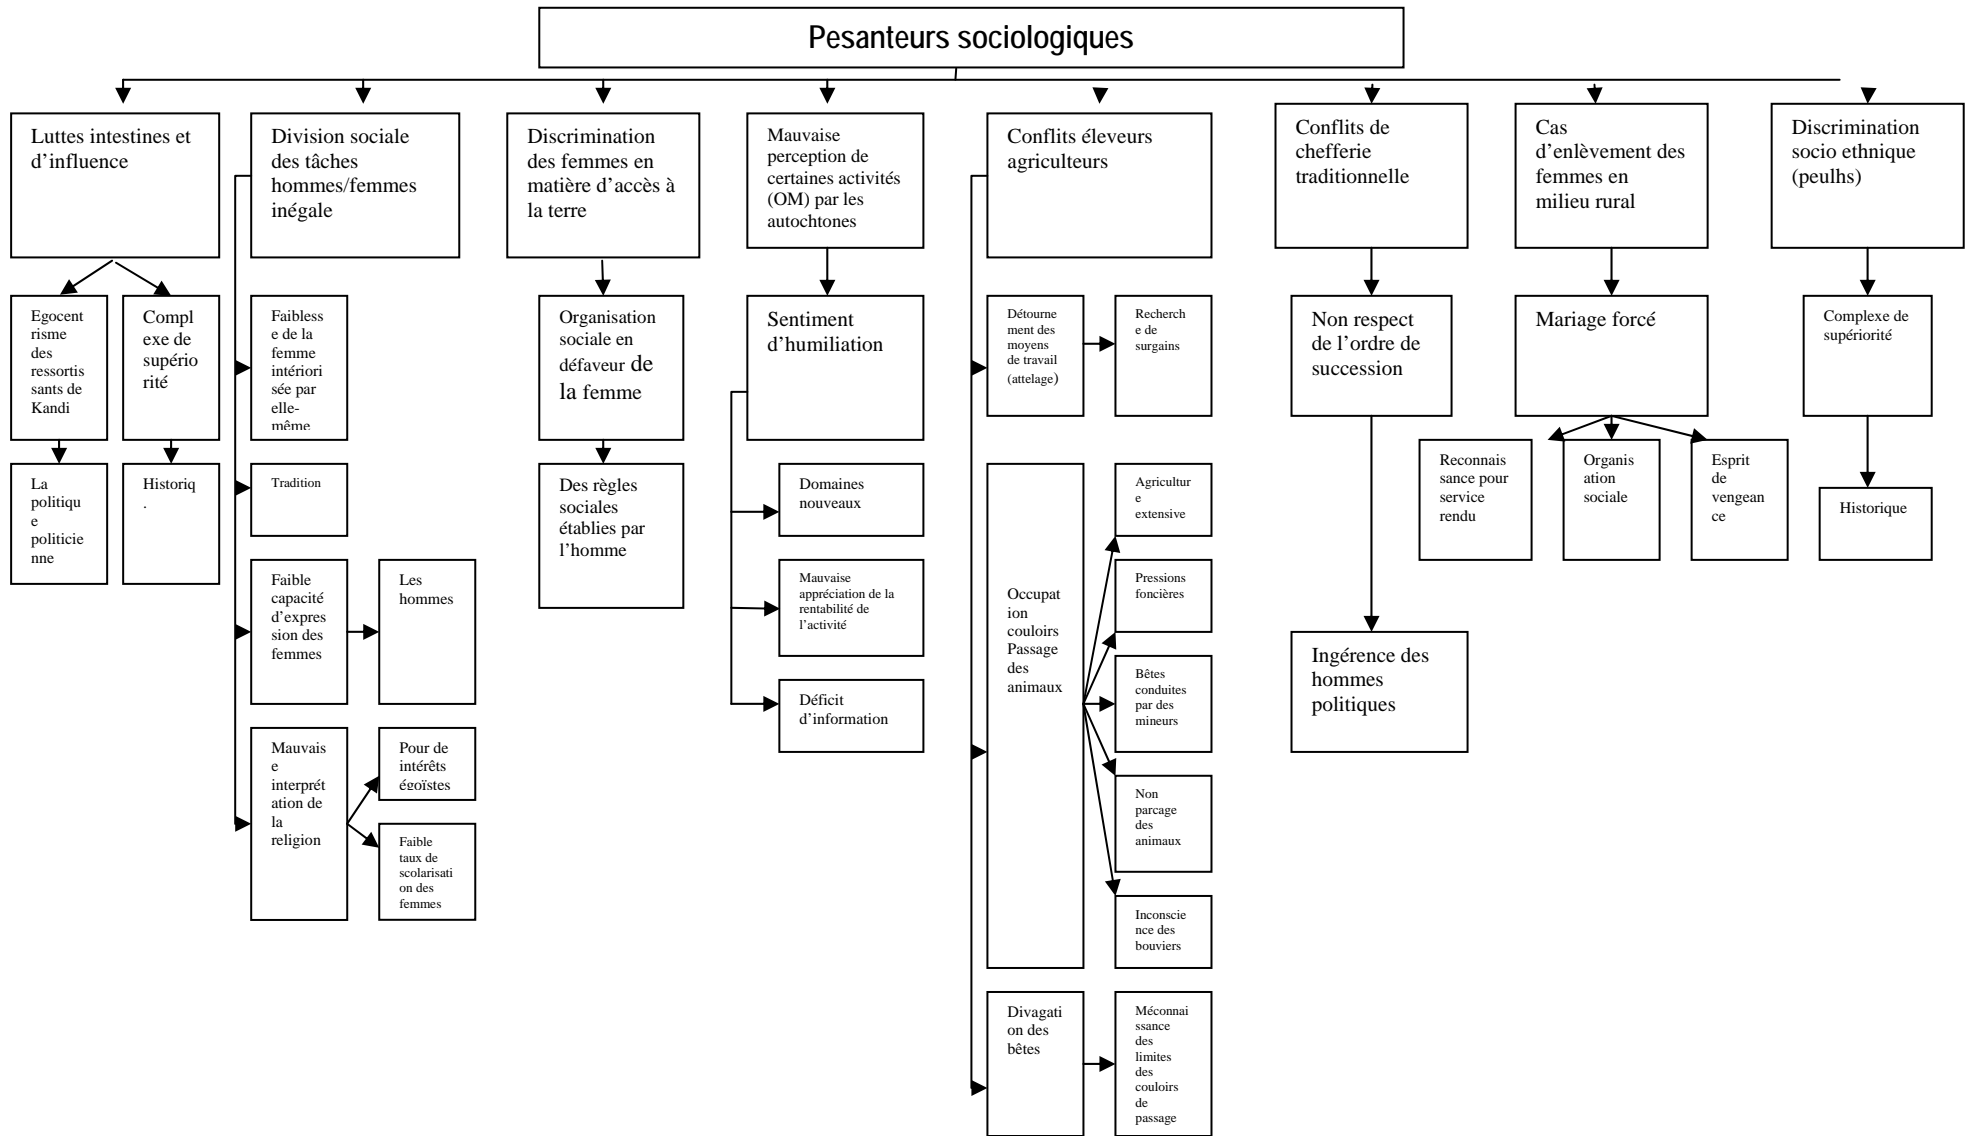 Pesanteurs sociologiques
Luttes intestines et
d’influence
Division sociale
des tâches
hommes/femmes
inégale
Discrimination
des femmes en
matière d’accès à
la terre
Mauvaise
perception de
certaines activités
(OM) par les
autochtones
Conflits éleveurs
agriculteurs
Conflits de
chefferie
traditionnelle
Cas
d’enlèvement des
femmes en
milieu rural
Discrimination
socio ethnique
(peulhs)
Egocent
risme
des
ressortis
sants de
Kandi
Compl
exe de
supério
rité
Faibless
e de la
femme
intériori
sée par
elle-
même
Organisation
sociale en
défaveur de
la femme
Sentiment
d’humiliation
Détourne
ment des
moyens
de travail
(attelage)
Recherch
e de
surgains
Non respect
de l’ordre de
succession
Mariage forcé
Complexe de
supériorité
La
politiqu
e
politicie
nne
Historiq
.
Tradition
Des règles
sociales
établies par
l’homme
Domaines
nouveaux
Occupat
ion
couloirs
Passage
des
animaux
Agricultur
e
extensive
Reconnais
sance pour
service
rendu
Organis
ation
sociale
Esprit
de
vengean
ce
Historique
Faible
capacité
d’expres
sion des
femmes
Les
hommes
Mauvaise
appréciation de la
rentabilité de
l’activité
Pressions
foncières
Ingérence des
hommes
politiques
Bêtes
conduites
par des
mineurs
Déficit
d’information
Mauvais
e
interprét
ation de
la
religion
Pour de
intérêts
égoïstes
Non
parcage
des
animaux
Faible
taux de
scolarisati
on des
femmes
Inconscie
nce des
bouviers
Divagati
on des
bêtes
Méconnai
ssance
des
limites
des
couloirs
de
passage